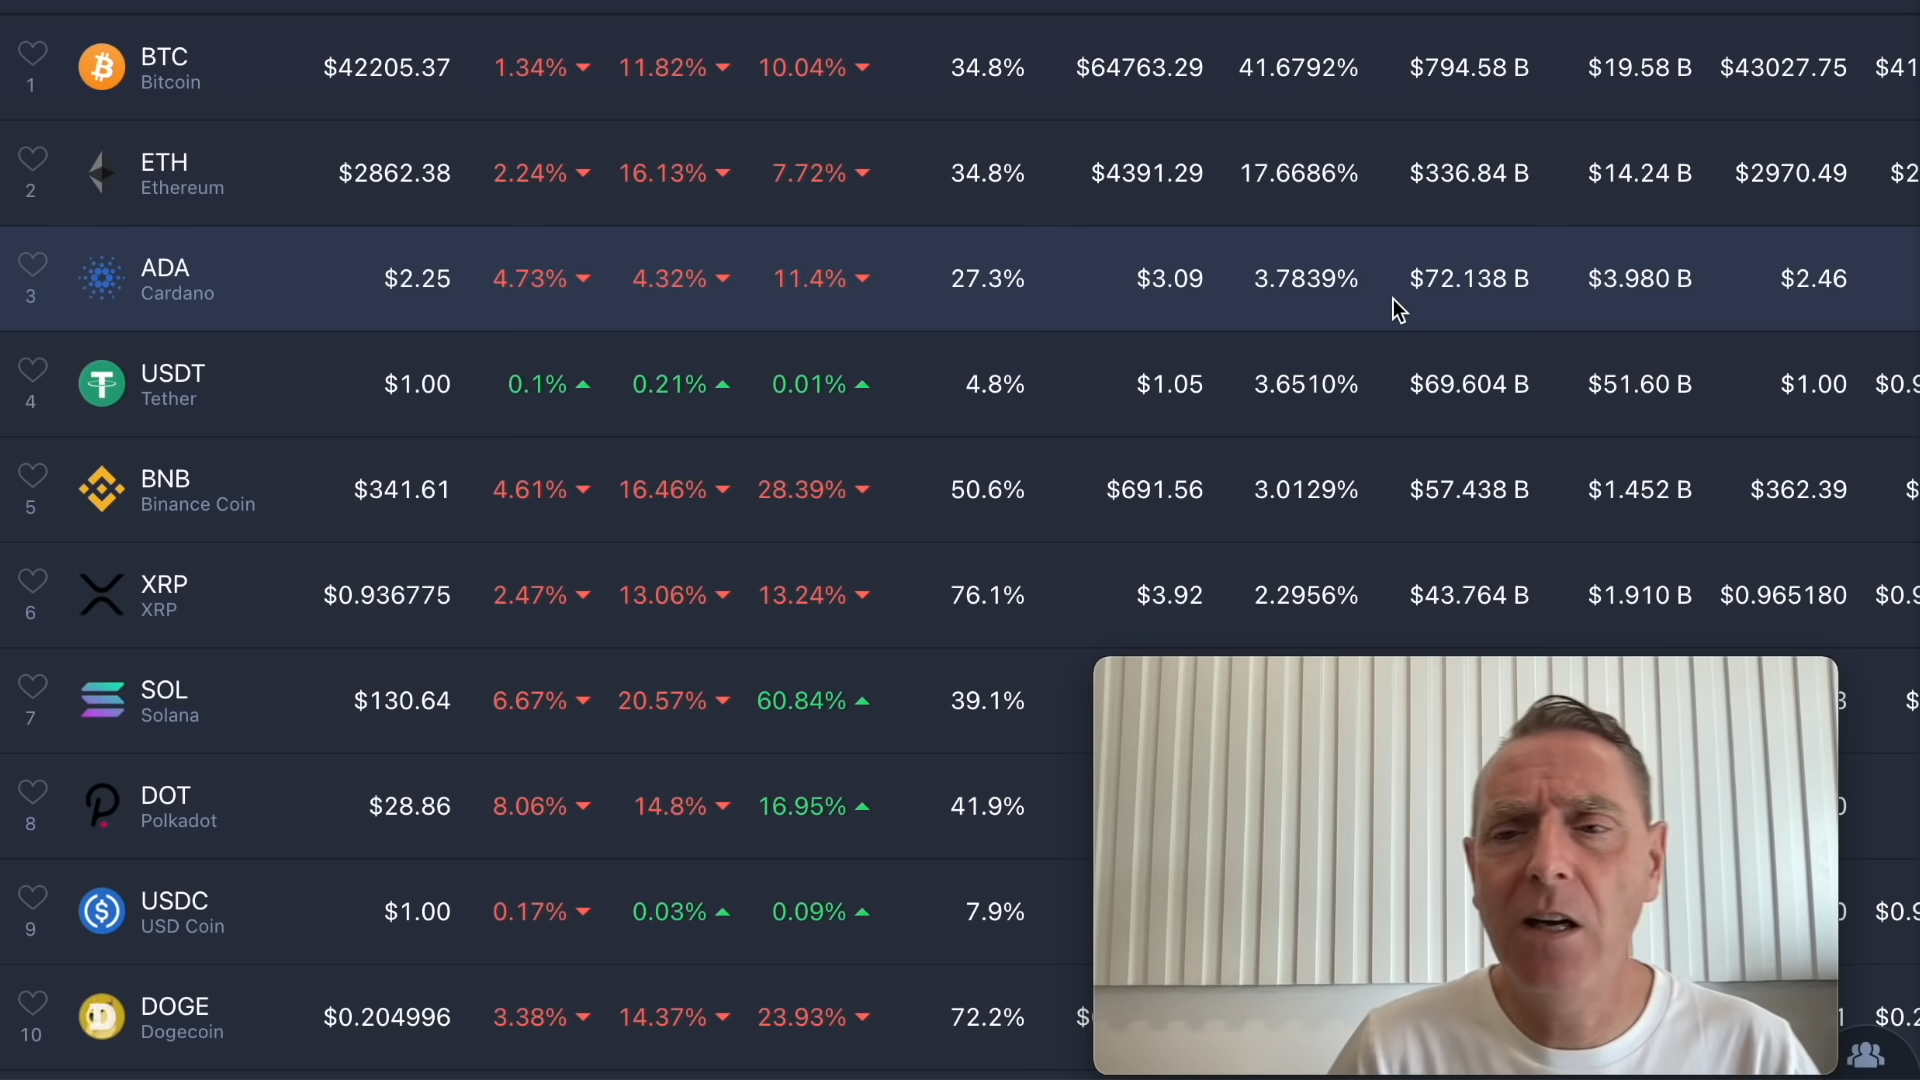 BTC $42205.37 1.34% 11.82% 10.04% 34.8% $64763.29 41.6792% $794.58 B $19.58 B $43027.75 $41
1 Bitcoin
ETH $2862.38 2.24% 16.13% 7.72% 34.8% $4391.29 17.6686% $336.84 B $14.24 B $2970.49 $2
2 Ethereum
ADA $2.25 4.73% 4.32% 11.4% 27.3% $3.09 3.7839% $72.138 B $3.980 B $2.46
3 Cardano
USDT $1.00 0.1% 0.21% 0.01% 4.8% $1.05 3.6510% $69.604 B $51.60 B $1.00 $0.9
4 Tether
BNB $341.61 4.61% 16.46% 28.39% 50.6% $691.56 3.0129% $57.438 B $1.452 B $362.39 $
5 Binance Coin
XRP $0.936775 2.47% 13.06% 13.24% 76.1% $3.92 2.2956% $43.764 B $1.910 B $0.965180 $0.9
6 XRP
SOL $130.64 6.67% 20.57% 60.84% 39.1% $
7 Solana
DOT $28.86 8.06% 14.8% 16.95% 41.9%
8 Polkadot
USDC $1.00 0.17% 0.03% 0.09% 7.9% $0.9
9 USD Coin
DOGE $0.204996 3.38% 14.37% 23.93% 72.2% $ $0.2
10 Dogecoin